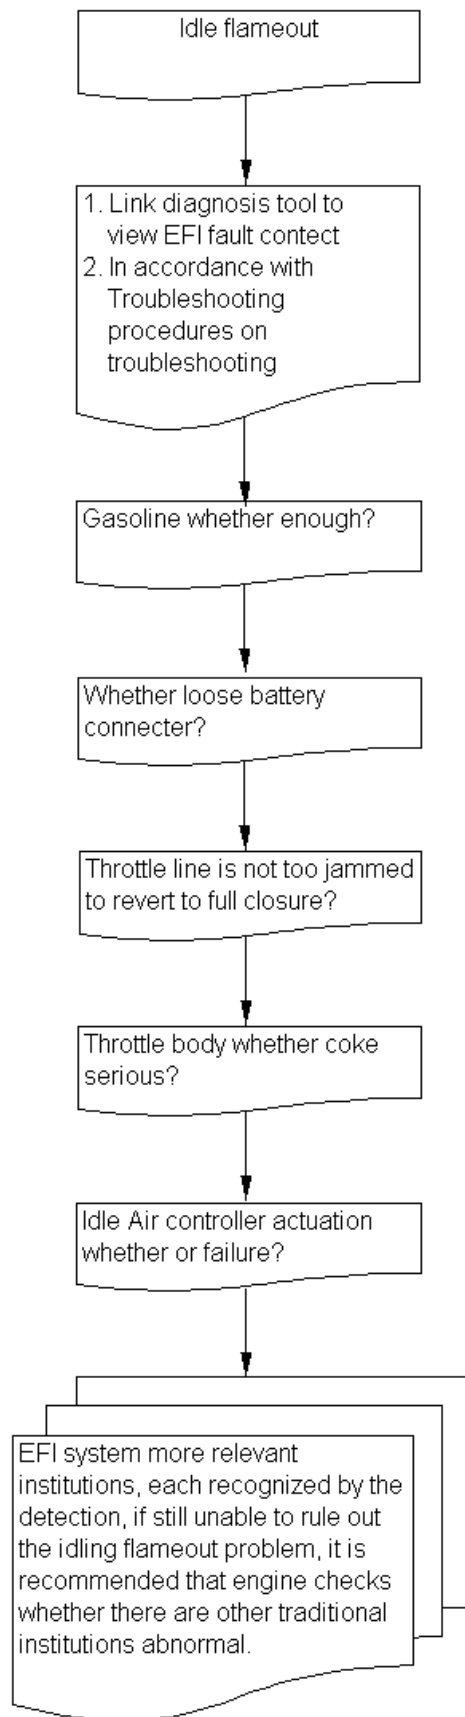 Idle flameout
1. Link diagnosis tool to
view EFI fault contect
2. In accordance with
Troubleshooting
procedures on
troubleshooting
Gasoline whether enough?
Whether loose battery
connecter?
Throttle line is not too jammed
to revert to full closure?
Throttle body whether coke
serious?
Idle Air controller actuation
whether or failure?
EFI system more relevant
institutions, each recognized by the
detection, if still unable to rule out
the idling flameout problem, it is
recommended that engine checks
whether there are other traditional
institutions abnormal.